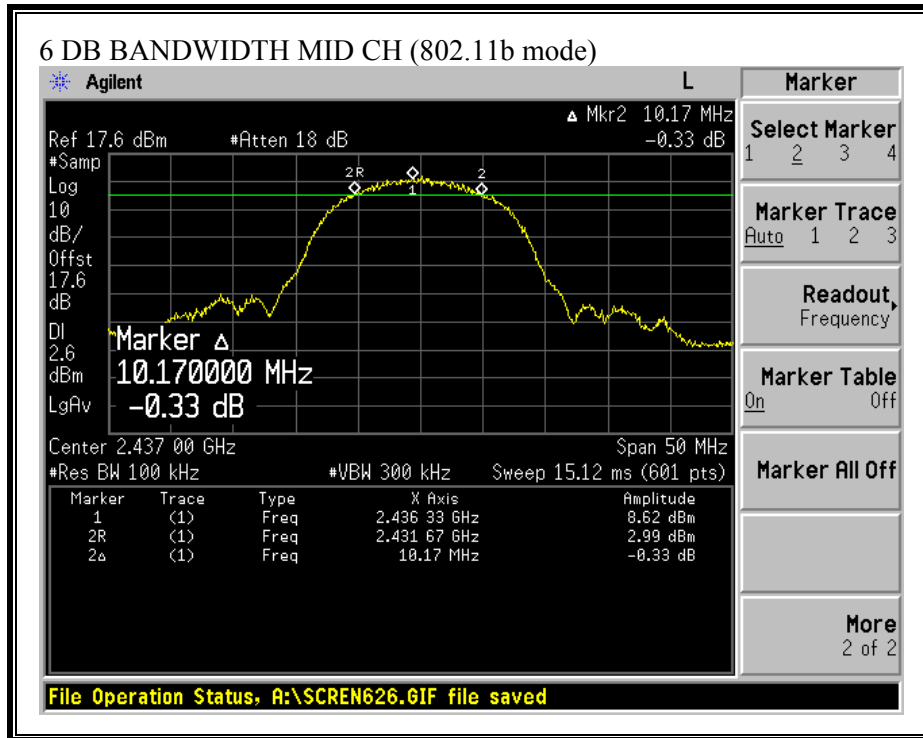 6 DB BANDWIDTH MID CH (802.11b mode)
Agilent L Marker
Δ Mkr2 10.17 MHz
Ref 17.6 dBm #Atten 18 dB -0.33 dB
Select Marker
1 2 3 4
#Samp
Log
10
dB/
Offst
17.6
dB
DI
2.6
dBm
LgAv
2R 1 2
Marker Δ
10.170000 MHz
-0.33 dB
Marker Trace
Auto 1 2 3
Readout
Frequency
Marker Table
On Off
Center 2.437 00 GHz Span 50 MHz
#Res BW 100 kHz #VBW 300 kHz Sweep 15.12 ms (601 pts)
Marker All Off
Marker Trace Type X Axis Amplitude
1 (1) Freq 2.436 33 GHz 8.62 dBm
2R (1) Freq 2.431 67 GHz 2.99 dBm
2Δ (1) Freq 10.17 MHz -0.33 dB
More
2 of 2
File Operation Status, A:\SCREN626.GIF file saved